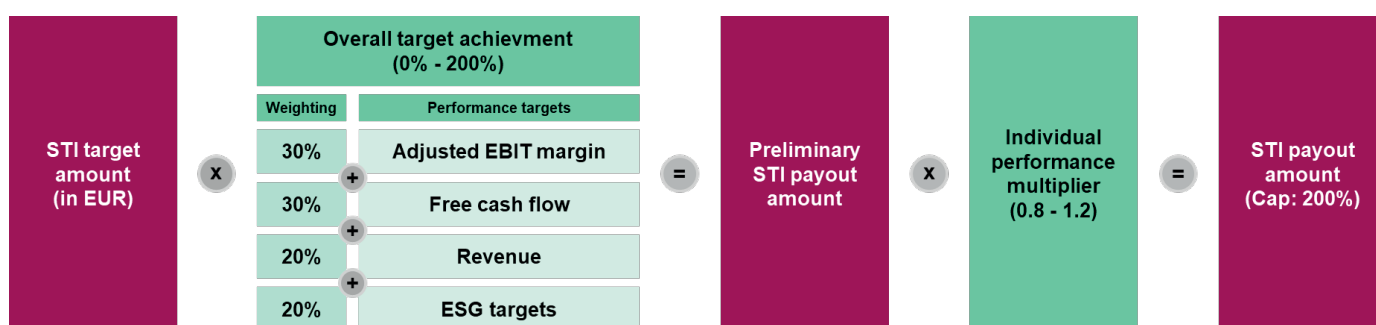 STI target
amount
(in EUR)
x
Overall target achievment
(0% - 200%)
Weighting
Performance targets
30%
Adjusted EBIT margin
+
30%
Free cash flow
+
20%
Revenue
+
20%
ESG targets
=
Preliminary
STI payout
amount
x
Individual
performance
multiplier
(0.8 - 1.2)
=
STI payout
amount
(Cap: 200%)